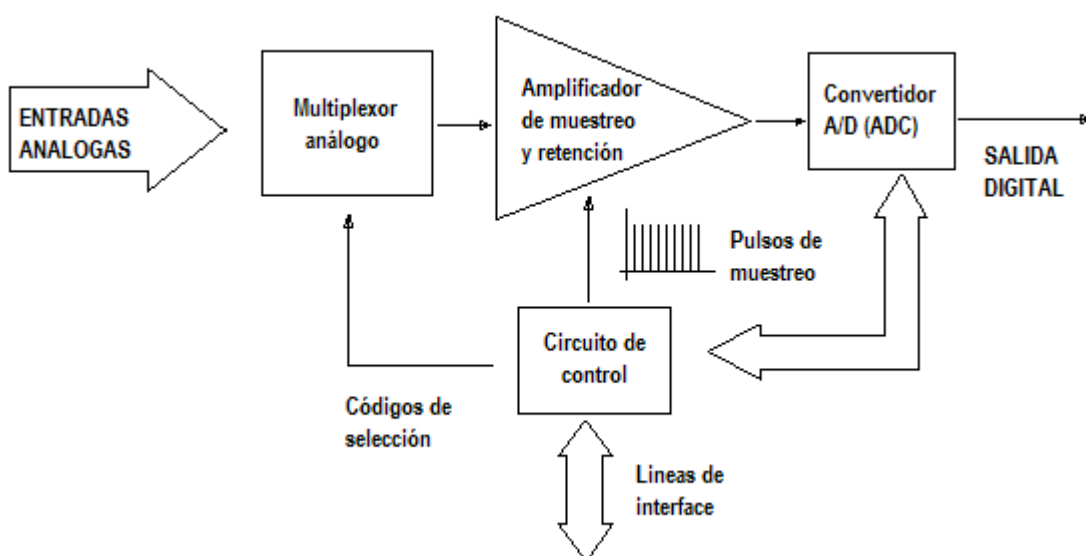 ENTRADAS
ANALOGAS
Multiplexor
análogo
Amplificador
de muestreo
y retención
Convertidor
A/D (ADC)
SALIDA
DIGITAL
Pulsos de
muestreo
Circuito de
control
Códigos de
selección
Lineas de
interface